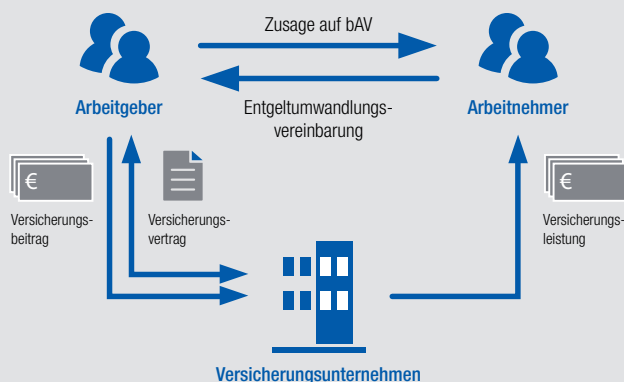 Zusage auf bAV
Arbeitgeber
Entgeltumwandlungs-
vereinbarung
Arbeitnehmer
€
Versicherungs-
beitrag
Versicherungs-
vertrag
€
Versicherungs-
leistung
Versicherungsunternehmen